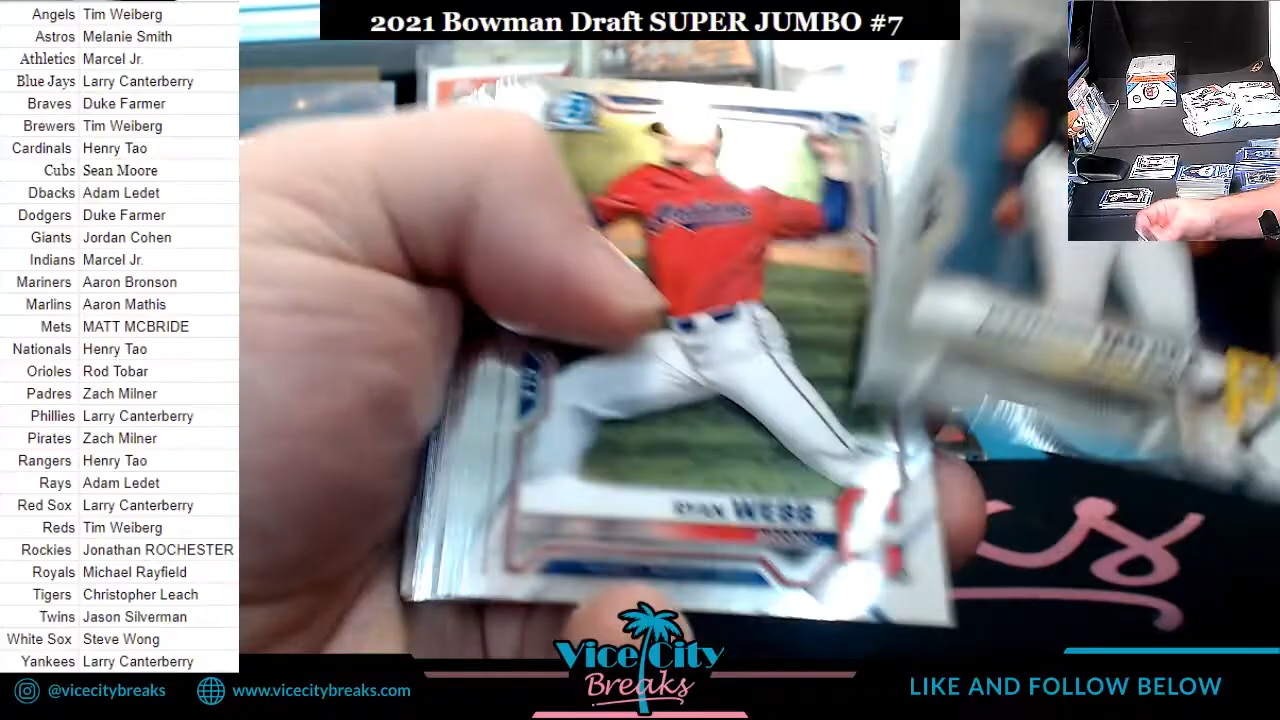 2021 Bowman Draft SUPER JUMBO #7
Angels Tim Weiberg
Astros Melanie Smith
Athletics Marcel Jr.
Blue Jays Larry Canterberry
Braves Duke Farmer
Brewers Tim Weiberg
Cardinals Henry Tao
Cubs Sean Moore
Dbacks Adam Ledet
Dodgers Duke Farmer
Giants Jordan Cohen
Indians Marcel Jr.
Mariners Aaron Bronson
Marlins Aaron Mathis
Mets MATT MCBRIDE
Nationals Henry Tao
Orioles Rod Tobar
Padres Zach Milner
Phillies Larry Canterberry
Pirates Zach Milner
Rangers Henry Tao
Rays Adam Ledet
Red Sox Larry Canterberry
Reds Tim Weiberg
Rockies Jonathan ROCHESTER
Royals Michael Rayfield
Tigers Christopher Leach
Twins Jason Silverman
White Sox Steve Wong
Yankees Larry Canterberry
RYAN WEBB
@vicecitybreaks
www.vicecitybreaks.com
Vice City
Breaks
LIKE AND FOLLOW BELOW